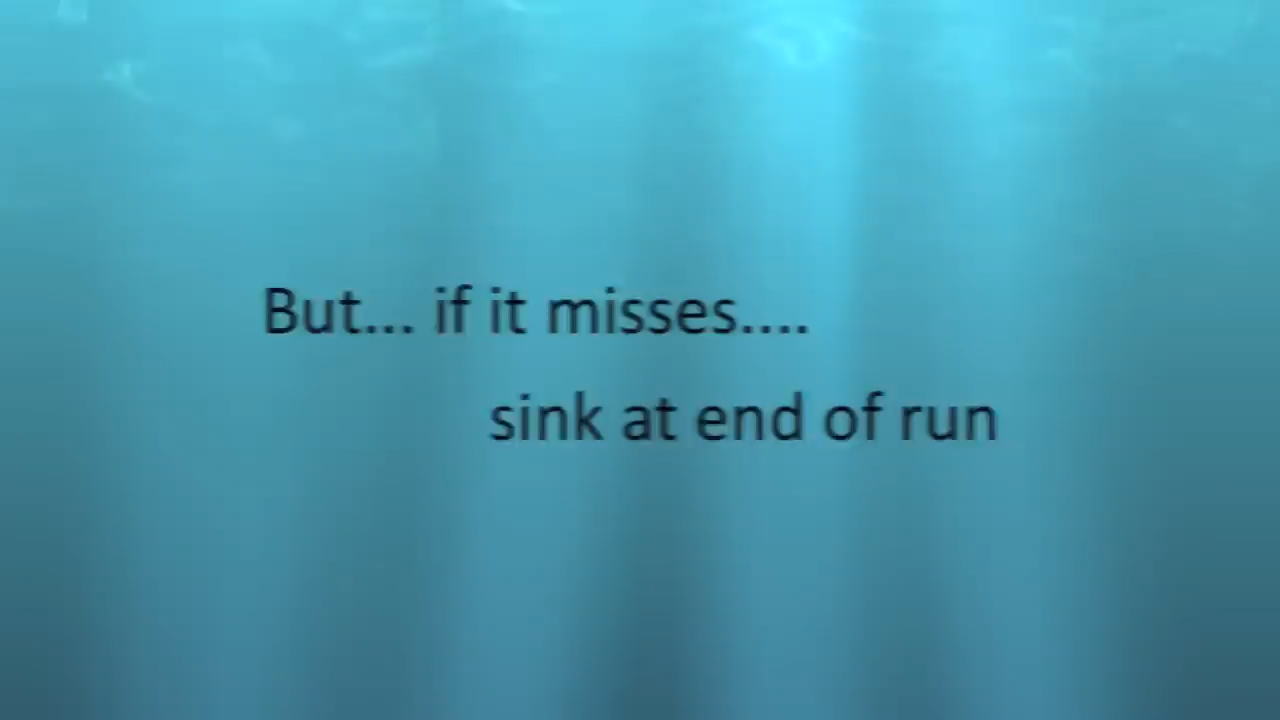 But... if it misses....
sink at end of run